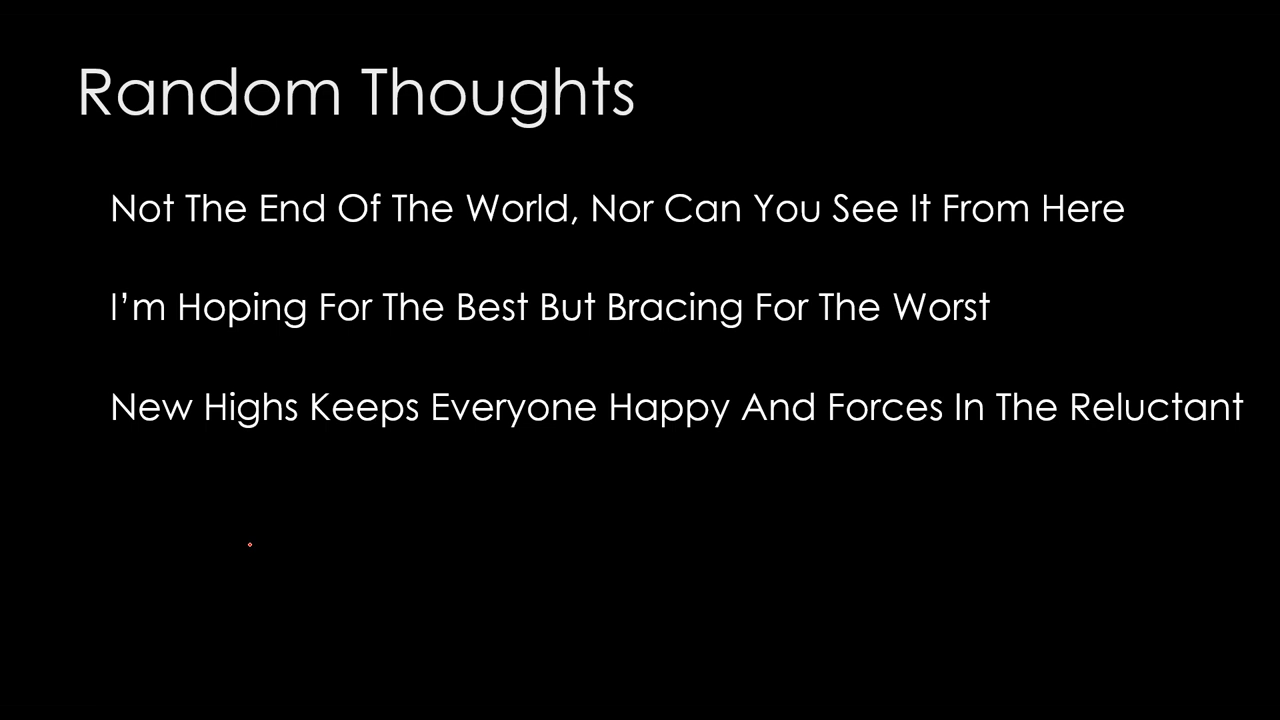 Random Thoughts
Not The End Of The World, Nor Can You See It From Here
I’m Hoping For The Best But Bracing For The Worst
New Highs Keeps Everyone Happy And Forces In The Reluctant